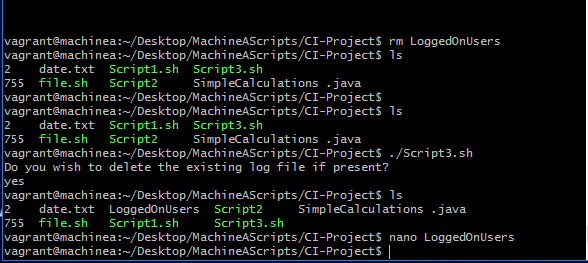 vagrant@machinea:~/Desktop/MachineAScripts/CI-Project$ rm LoggedOnUsers
vagrant@machinea:~/Desktop/MachineAScripts/CI-Project$ ls
2    date.txt  Script1.sh  Script3.sh
755  file.sh   Script2     SimpleCalculations .java
vagrant@machinea:~/Desktop/MachineAScripts/CI-Project$
vagrant@machinea:~/Desktop/MachineAScripts/CI-Project$ ls
2    date.txt  Script1.sh  Script3.sh
755  file.sh   Script2     SimpleCalculations .java
vagrant@machinea:~/Desktop/MachineAScripts/CI-Project$ ./Script3.sh
Do you wish to delete the existing log file if present?
yes
vagrant@machinea:~/Desktop/MachineAScripts/CI-Project$ ls
2    date.txt  LoggedOnUsers  Script2     SimpleCalculations .java
755  file.sh   Script1.sh     Script3.sh
vagrant@machinea:~/Desktop/MachineAScripts/CI-Project$ nano LoggedOnUsers
vagrant@machinea:~/Desktop/MachineAScripts/CI-Project$